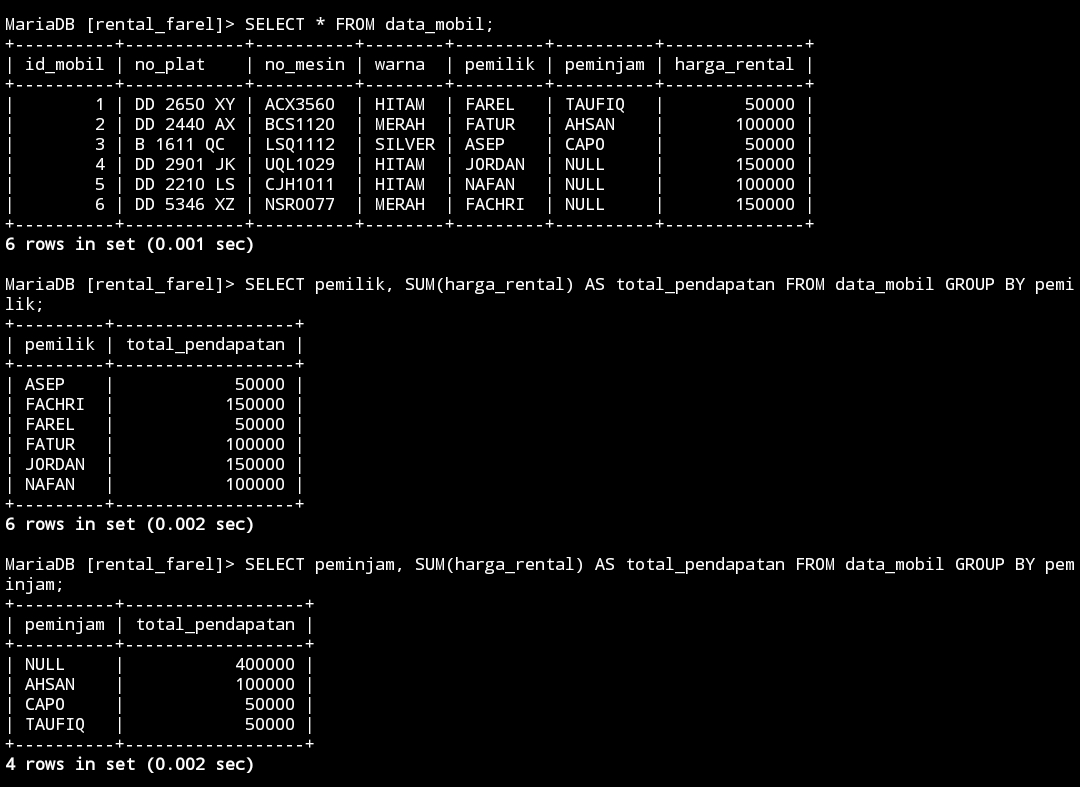 MariaDB [rental_farel]> SELECT * FROM data_mobil;
+----------+------------+----------+--------+---------+----------+--------------+
| id_mobil | no_plat    | no_mesin | warna  | pemilik | peminjam | harga_rental |
+----------+------------+----------+--------+---------+----------+--------------+
|        1 | DD 2650 XY | ACX3560  | HITAM  | FAREL   | TAUFIQ   |        50000 |
|        2 | DD 2440 AX | BCS1120  | MERAH  | FATUR   | AHSAN    |       100000 |
|        3 | B 1611 QC  | LSQ1112  | SILVER | ASEP    | CAPO     |        50000 |
|        4 | DD 2901 JK | UQL1029  | HITAM  | JORDAN  | NULL     |       150000 |
|        5 | DD 2210 LS | CJH1011  | HITAM  | NAFAN   | NULL     |       100000 |
|        6 | DD 5346 XZ | NSR0077  | MERAH  | FACHRI  | NULL     |       150000 |
+----------+------------+----------+--------+---------+----------+--------------+
6 rows in set (0.001 sec)

MariaDB [rental_farel]> SELECT pemilik, SUM(harga_rental) AS total_pendapatan FROM data_mobil GROUP BY pemi
lik;
+---------+------------------+
| pemilik | total_pendapatan |
+---------+------------------+
| ASEP    |            50000 |
| FACHRI  |           150000 |
| FAREL   |            50000 |
| FATUR   |           100000 |
| JORDAN  |           150000 |
| NAFAN   |           100000 |
+---------+------------------+
6 rows in set (0.002 sec)

MariaDB [rental_farel]> SELECT peminjam, SUM(harga_rental) AS total_pendapatan FROM data_mobil GROUP BY pem
injam;
+----------+------------------+
| peminjam | total_pendapatan |
+----------+------------------+
| NULL     |           400000 |
| AHSAN    |           100000 |
| CAPO     |            50000 |
| TAUFIQ   |            50000 |
+----------+------------------+
4 rows in set (0.002 sec)